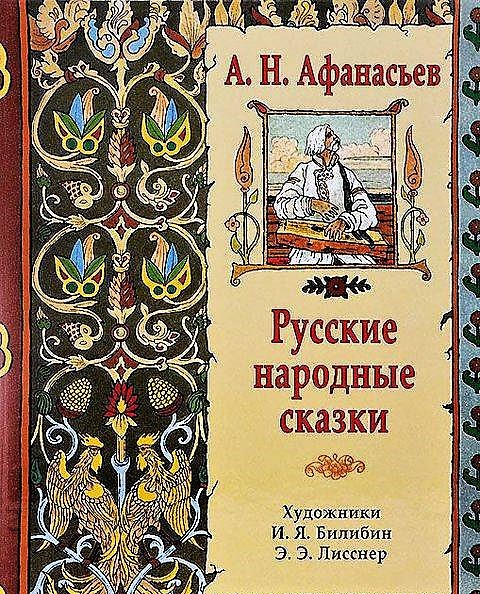 А. Н. Афанасьев
Русские
народные
сказки
Художники
И. Я. Билибин
Э. Э. Лисснер